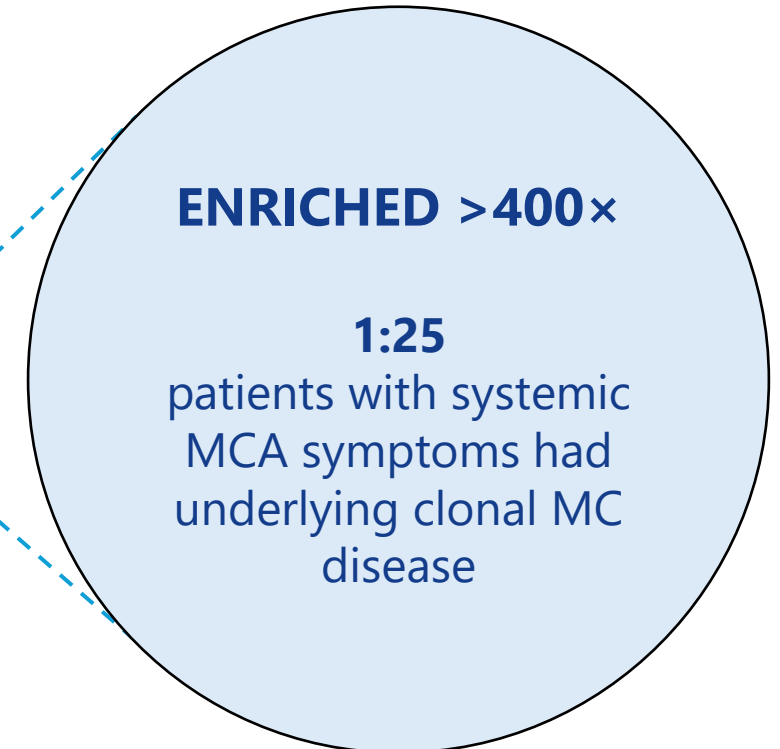 ENRICHED >400×
1:25
patients with systemic
MCA symptoms had
underlying clonal MC
disease